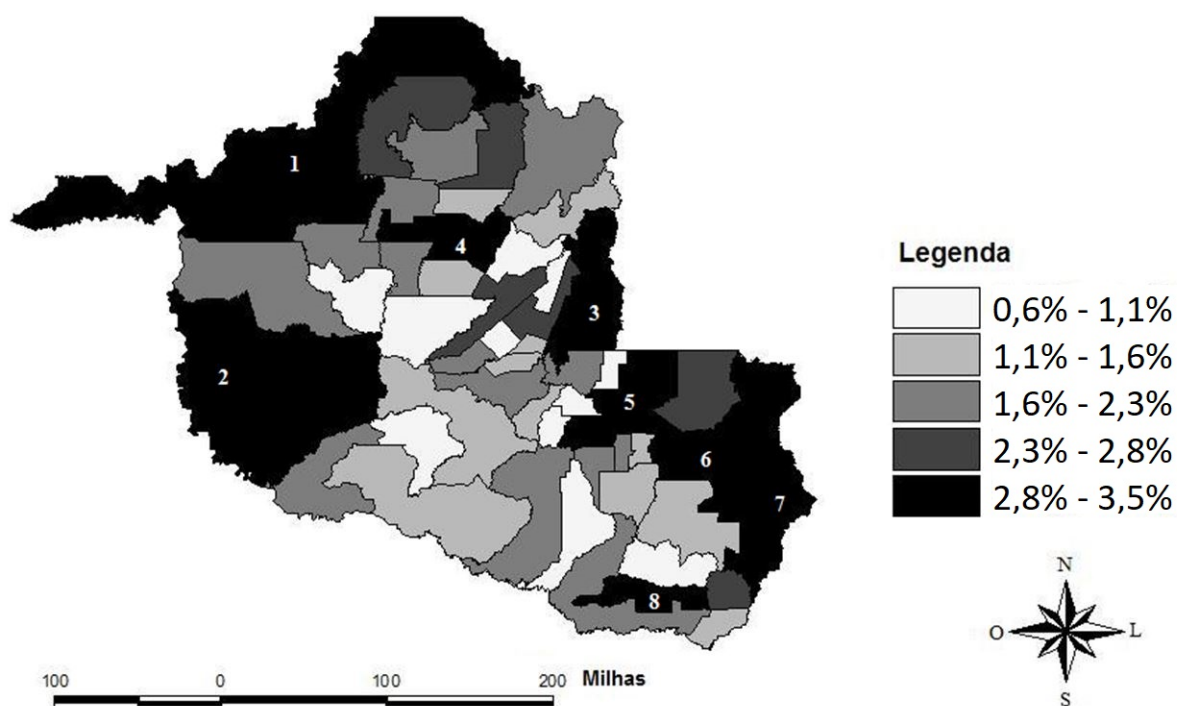 1
4
3
2
5
6
7
8
Legenda
0,6% - 1,1%
1,1% - 1,6%
1,6% - 2,3%
2,3% - 2,8%
2,8% - 3,5%
N
O L
S
100 0 100 200 Milhas